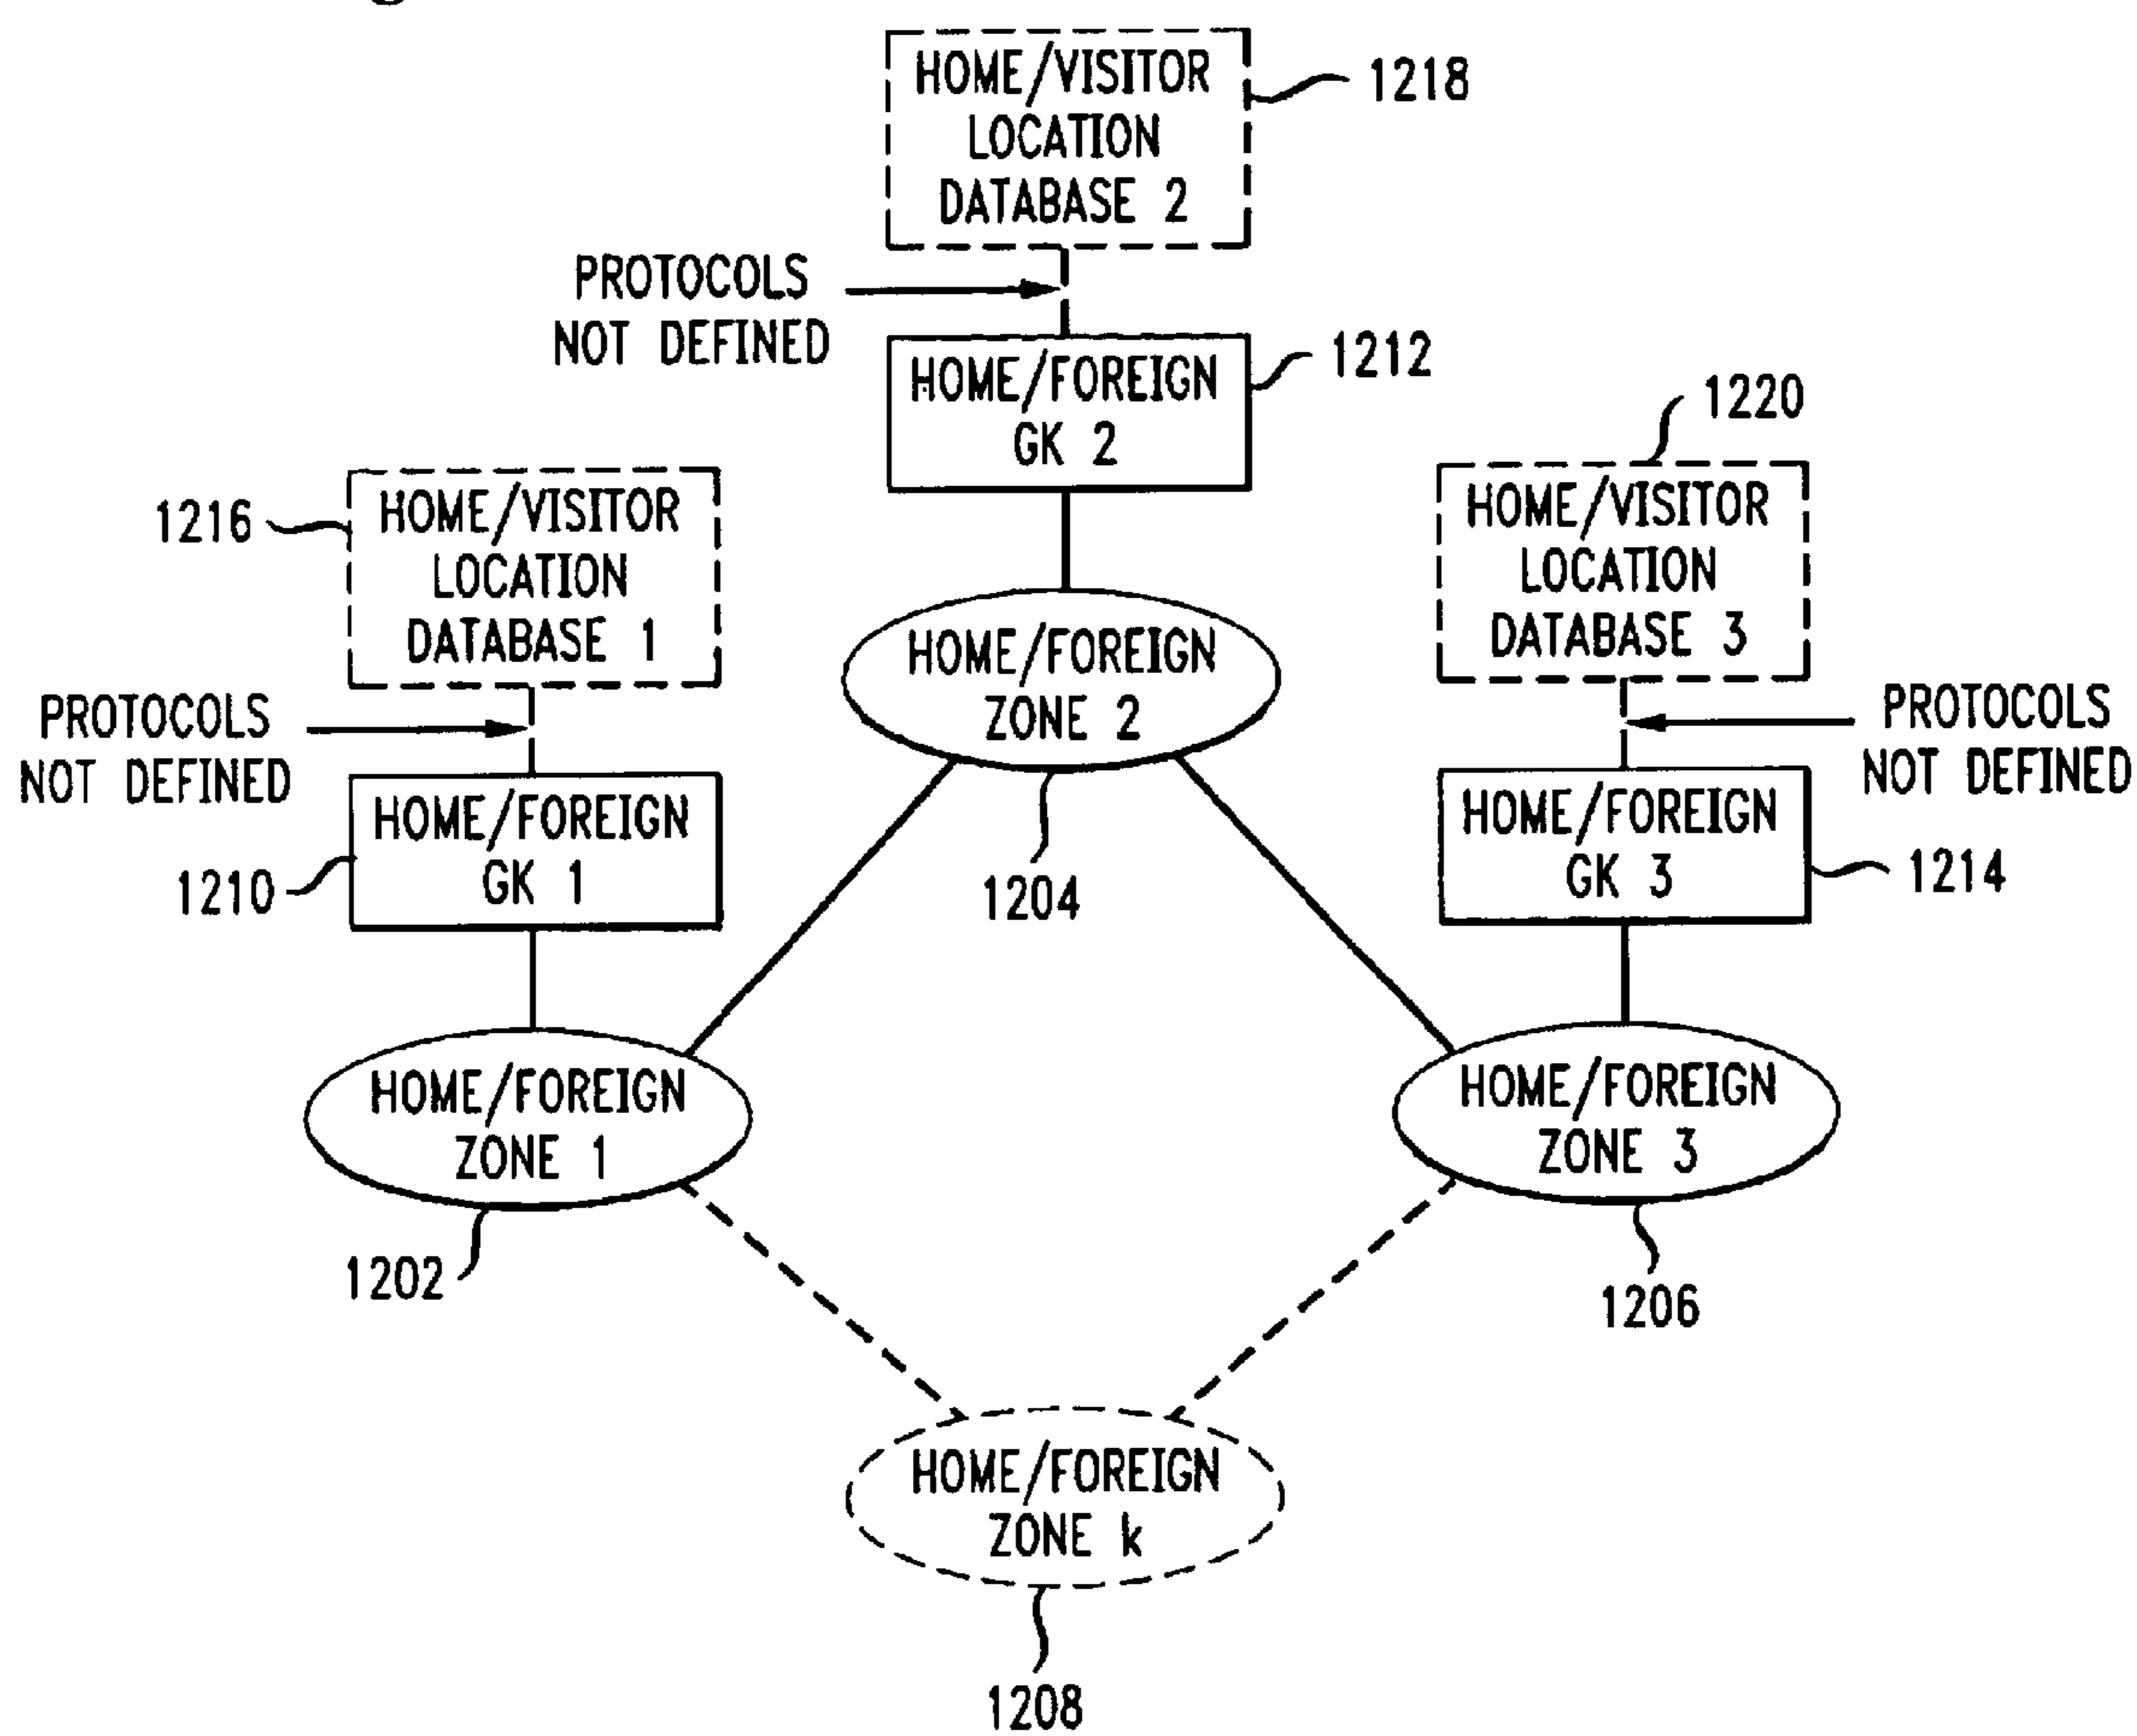 HOME/VISITOR
LOCATION
DATABASE 2
1218
PROTOCOLS
NOT DEFINED
HOME/FOREIGN
GK 2
1212
1220
HOME/VISITOR
LOCATION
DATABASE 1
1216
HOME/VISITOR
LOCATION
DATABASE 3
HOME/FOREIGN
ZONE 2
1204
PROTOCOLS
NOT DEFINED
PROTOCOLS
NOT DEFINED
HOME/FOREIGN
GK 1
1210
HOME/FOREIGN
GK 3
1214
HOME/FOREIGN
ZONE 1
1202
HOME/FOREIGN
ZONE 3
1206
HOME/FOREIGN
ZONE k
1208